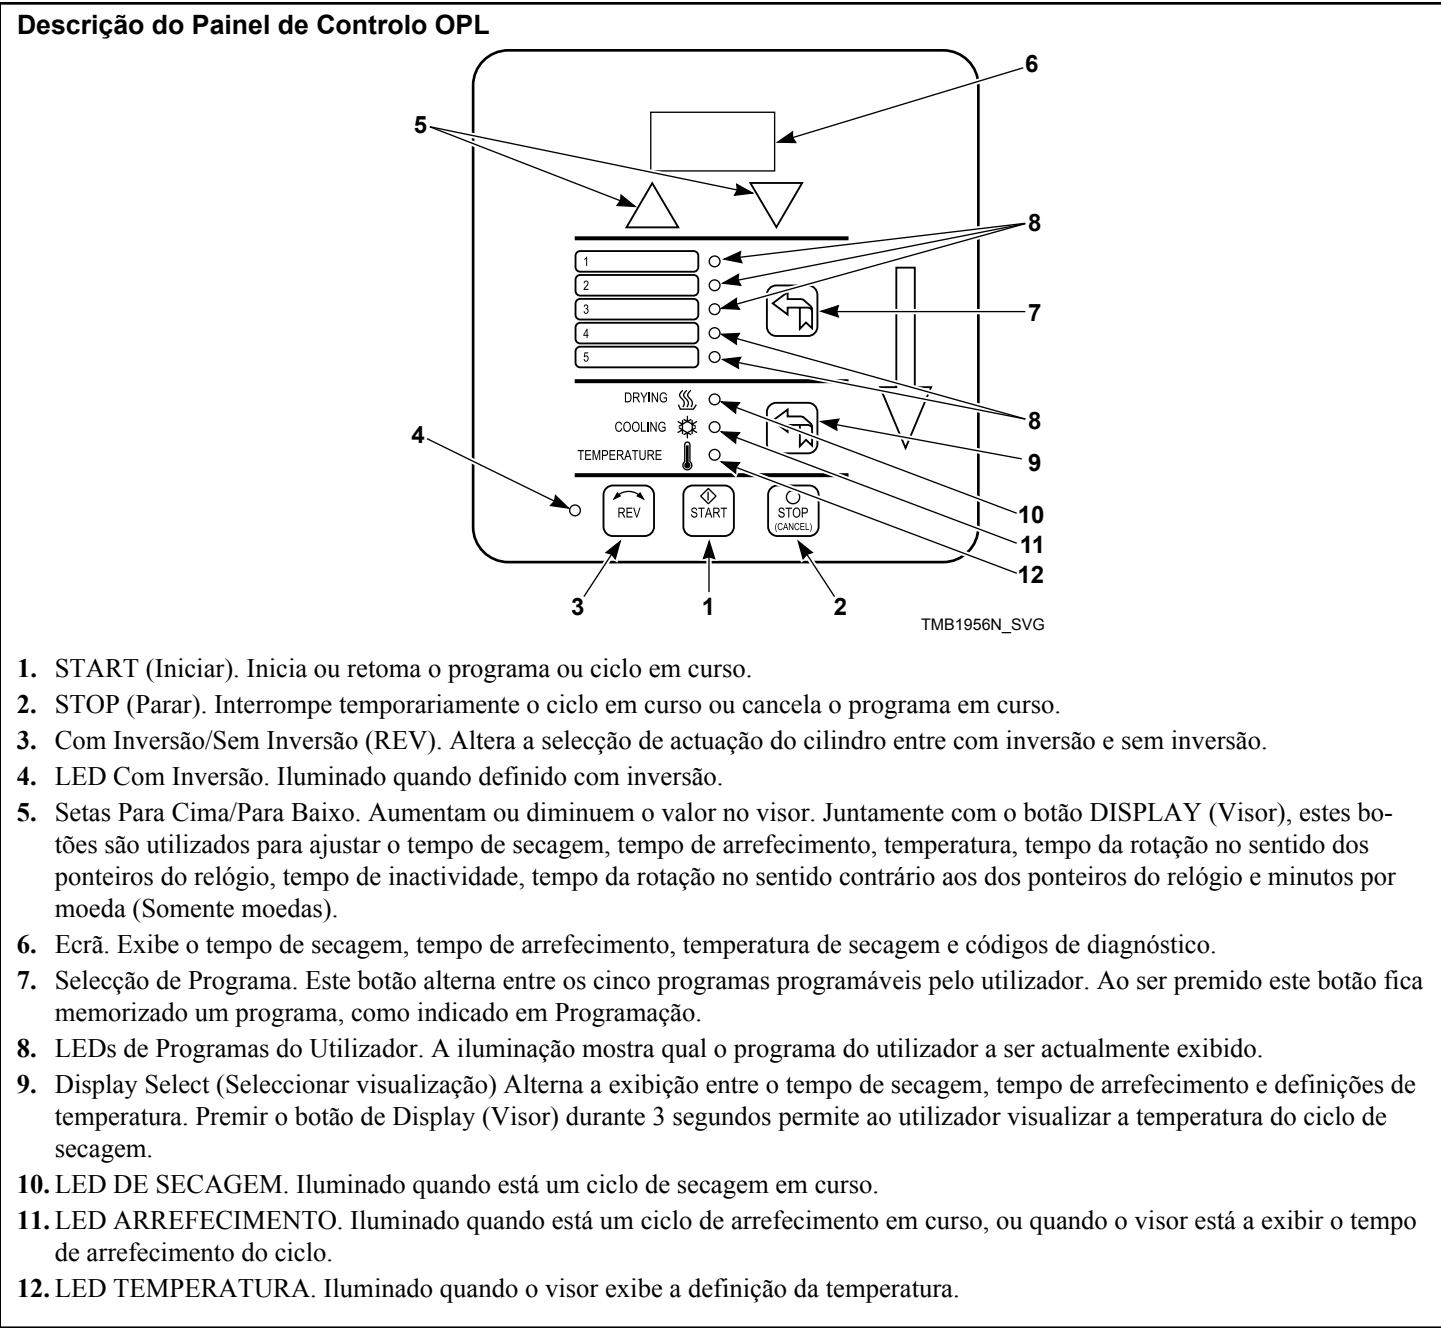 Descrição do Painel de Controlo OPL
6
5
8
1
2
3
7
4
5
DRYING
8
4
COOLING
9
TEMPERATURE
10
REV
START
STOP
(CANCEL)
11
12
3
1
2
TMB1956N_SVG
1. START (Iniciar). Inicia ou retoma o programa ou ciclo em curso.
2. STOP (Parar). Interrompe temporariamente o ciclo em curso ou cancela o programa em curso.
3. Com Inversão/Sem Inversão (REV). Altera a selecção de actuação do cilindro entre com inversão e sem inversão.
4. LED Com Inversão. Iluminado quando definido com inversão.
5. Setas Para Cima/Para Baixo. Aumentam ou diminuem o valor no visor. Juntamente com o botão DISPLAY (Visor), estes bo-
tões são utilizados para ajustar o tempo de secagem, tempo de arrefecimento, temperatura, tempo da rotação no sentido dos
ponteiros do relógio, tempo de inactividade, tempo da rotação no sentido contrário aos dos ponteiros do relógio e minutos por
moeda (Somente moedas).
6. Ecrã. Exibe o tempo de secagem, tempo de arrefecimento, temperatura de secagem e códigos de diagnóstico.
7. Selecção de Programa. Este botão alterna entre os cinco programas programáveis pelo utilizador. Ao ser premido este botão fica
memorizado um programa, como indicado em Programação.
8. LEDs de Programas do Utilizador. A iluminação mostra qual o programa do utilizador a ser actualmente exibido.
9. Display Select (Seleccionar visualização) Alterna a exibição entre o tempo de secagem, tempo de arrefecimento e definições de
temperatura. Premir o botão de Display (Visor) durante 3 segundos permite ao utilizador visualizar a temperatura do ciclo de
secagem.
10. LED DE SECAGEM. Iluminado quando está um ciclo de secagem em curso.
11. LED ARREFECIMENTO. Iluminado quando está um ciclo de arrefecimento em curso, ou quando o visor está a exibir o tempo
de arrefecimento do ciclo.
12. LED TEMPERATURA. Iluminado quando o visor exibe a definição da temperatura.